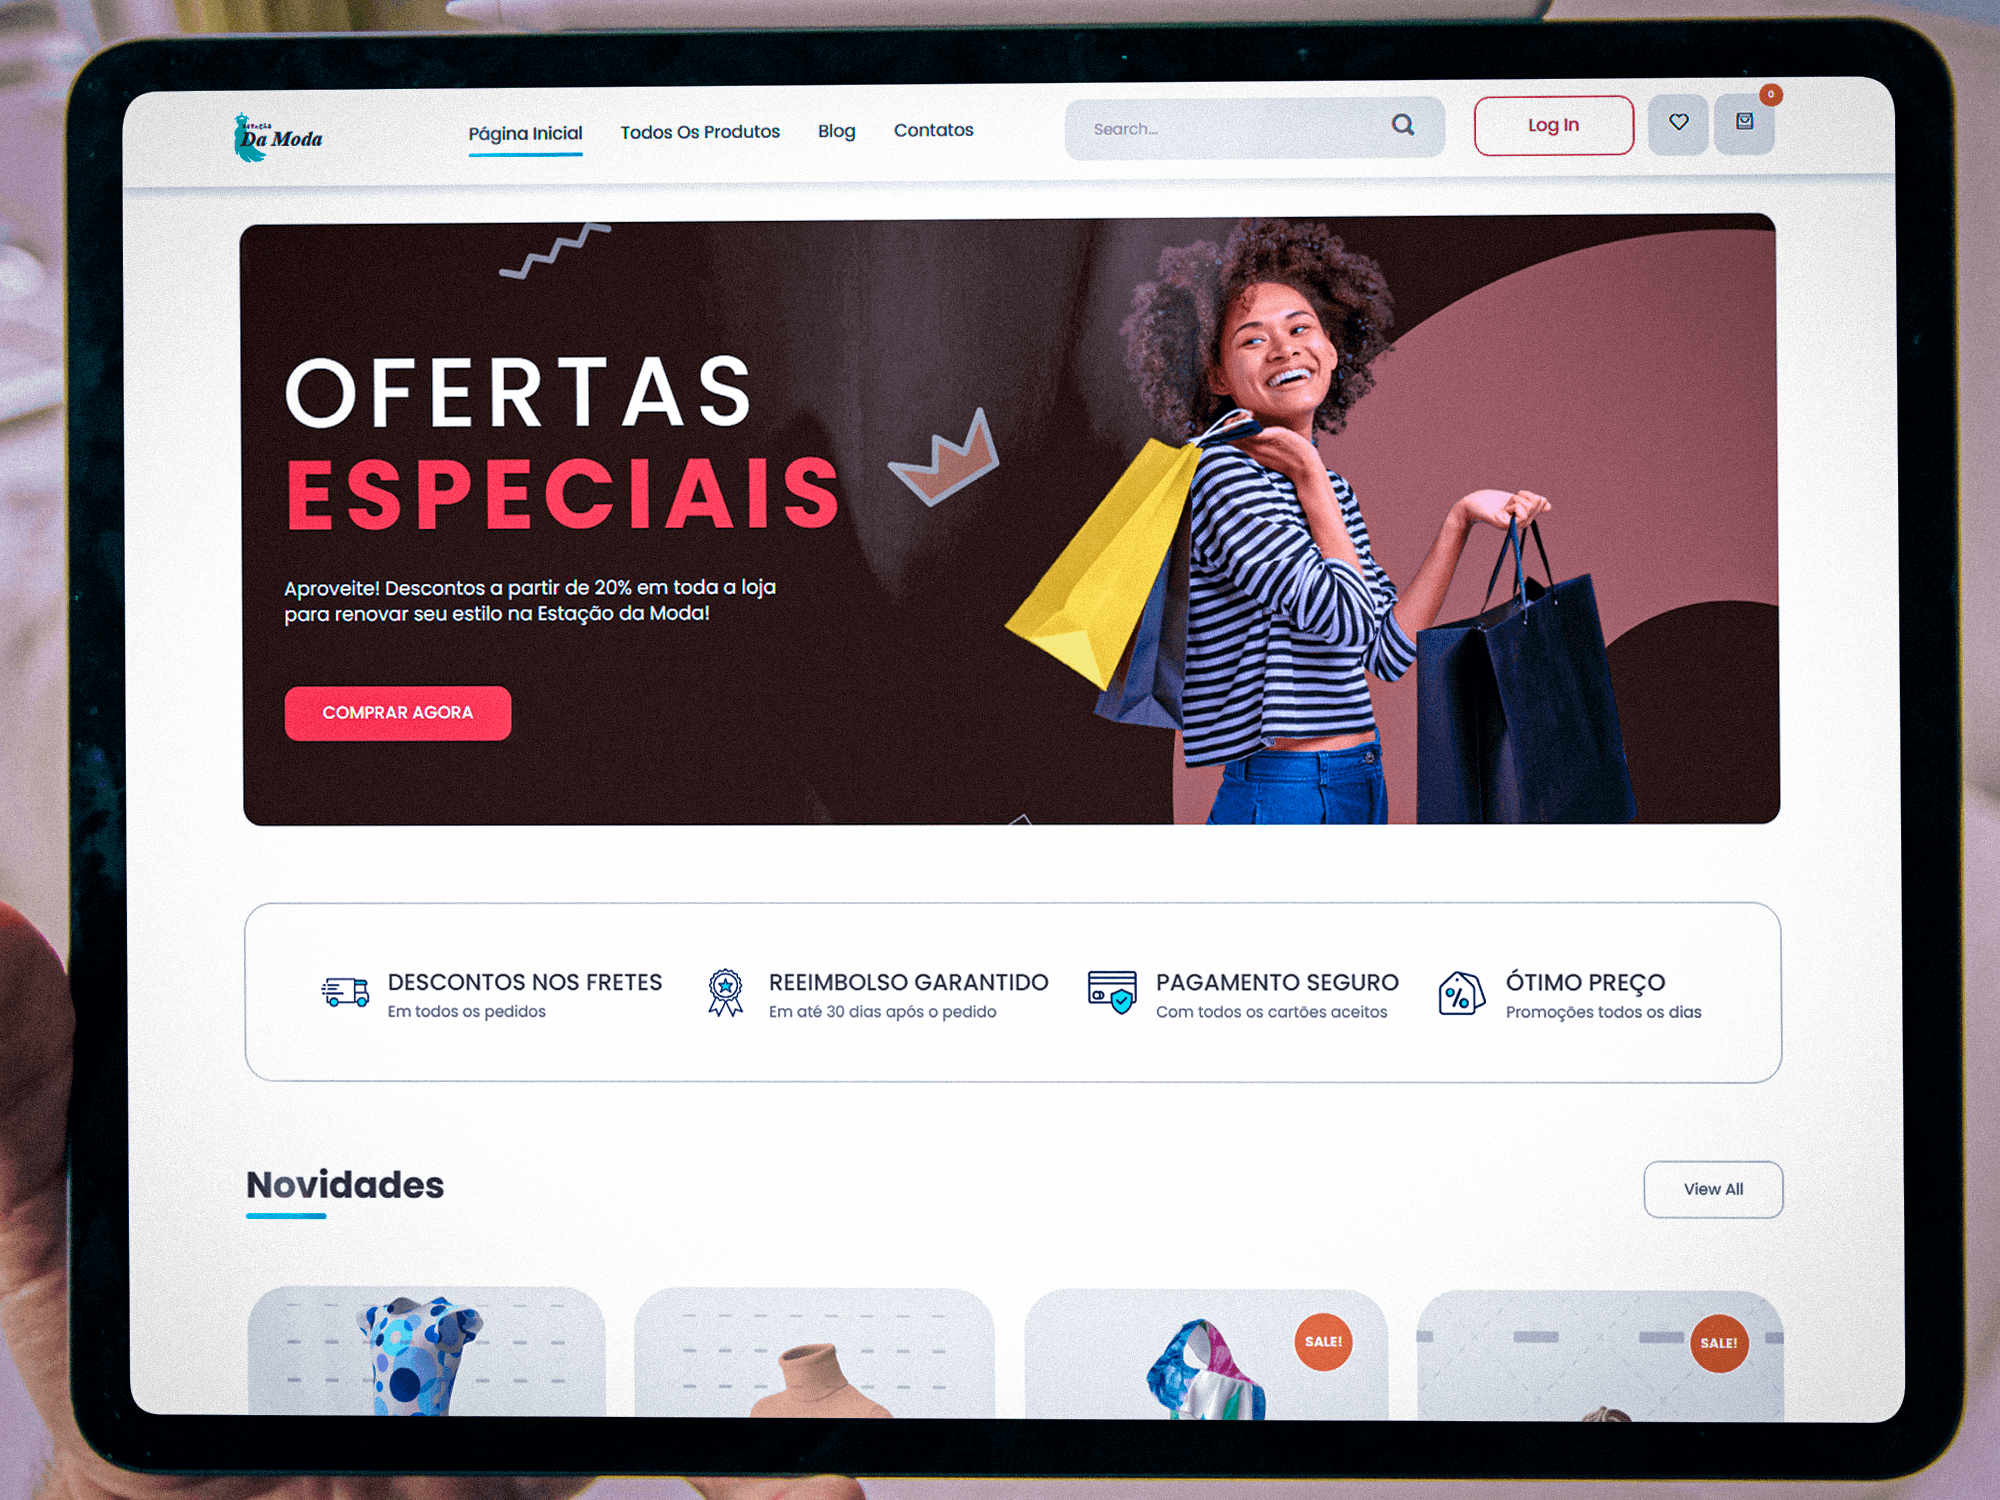 ESTAÇÃO
Da Moda
Página Inicial
Todos Os Produtos
Blog
Contatos
Search...
Log In
0
OFERTAS
ESPECIAIS
Aproveite! Descontos a partir de 20% em toda a loja
para renovar seu estilo na Estação da Moda!
COMPRAR AGORA
DESCONTOS NOS FRETES
Em todos os pedidos
REEIMBOLSO GARANTIDO
Em até 30 dias após o pedido
PAGAMENTO SEGURO
Com todos os cartões aceitos
ÓTIMO PREÇO
Promoções todos os dias
Novidades
View All
SALE!
SALE!